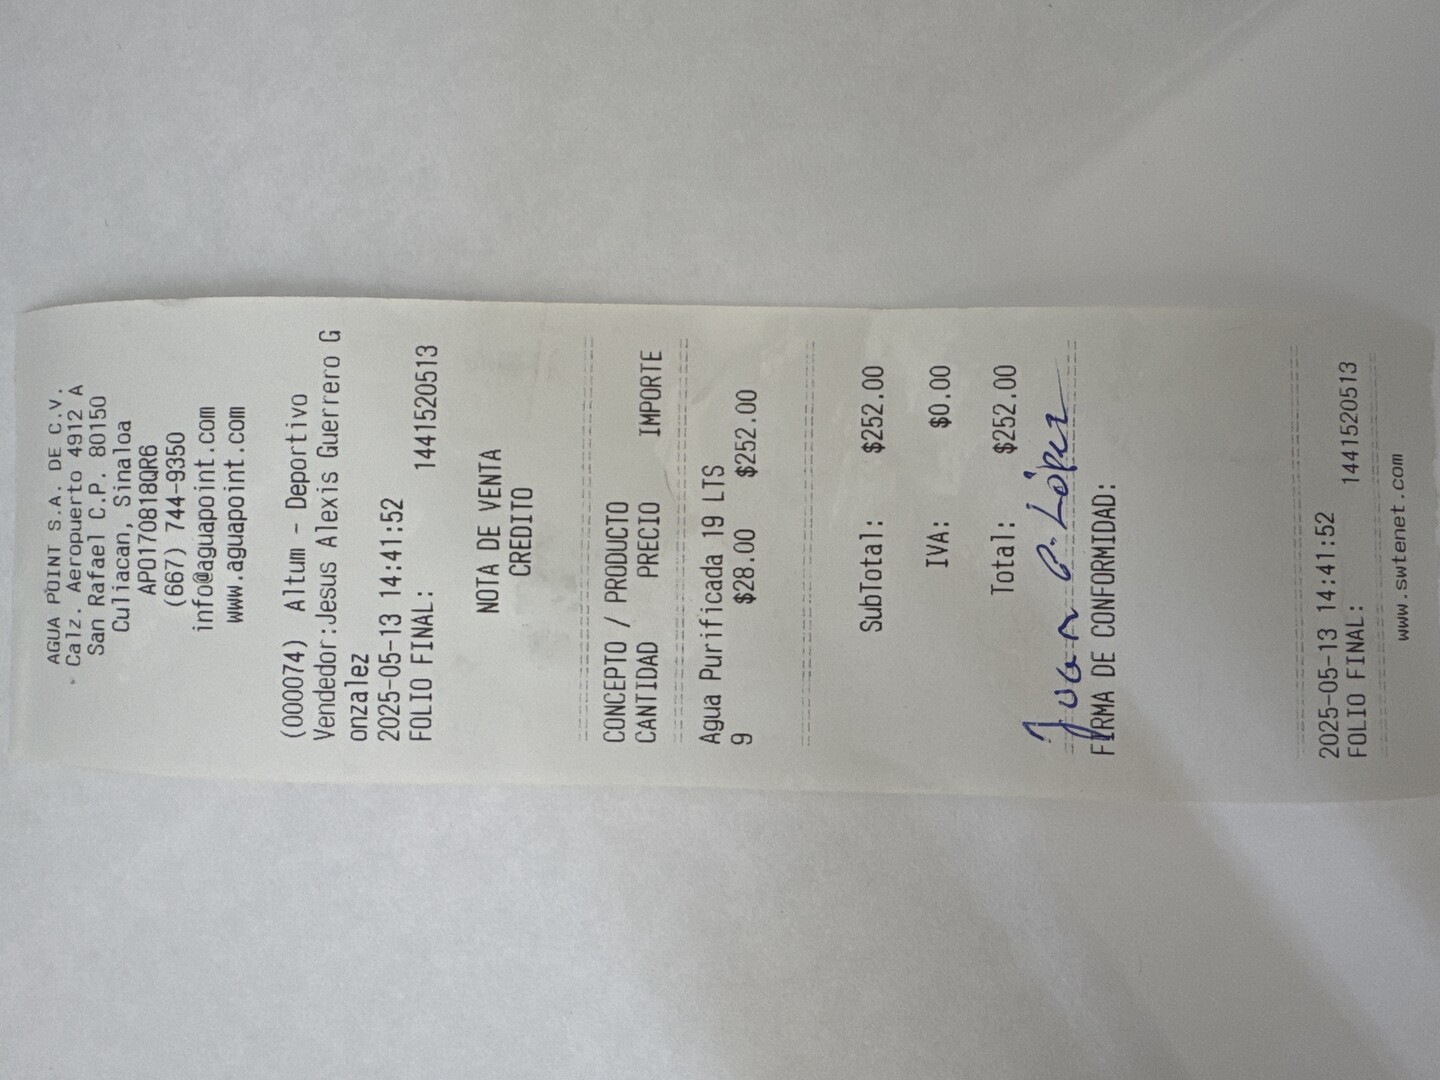 AGUA POINT S.A. DE C.V.
Calz. Aeropuerto 4912 A
San Rafael C.P. 80150
Culiacan, Sinaloa
APO170818QR6
(667) 744-9350
info@aguapoint.com
www.aguapoint.com
(000074) Altum - Deportivo
Vendedor:Jesus Alexis Guerrero G
onzalez
2025-05-13 14:41:52
FOLIO FINAL: 1441520513
NOTA DE VENTA
CREDITO
CONCEPTO / PRODUCTO
CANTIDAD PRECIO IMPORTE
Agua Purificada 19 LTS
9 $28.00 $252.00
SubTotal: $252.00
IVA: $0.00
Total: $252.00
Juan G. López
FIRMA DE CONFORMIDAD:
2025-05-13 14:41:52
FOLIO FINAL: 1441520513
www.swtenet.com